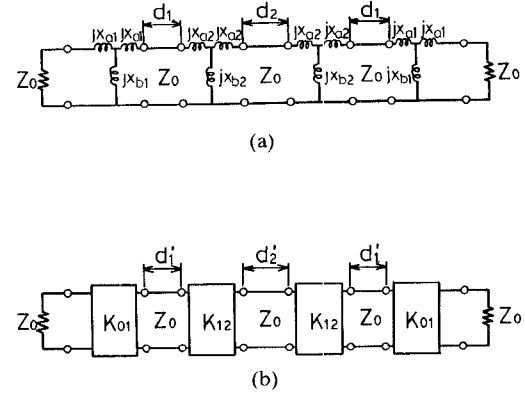 d1 d2 d1
jxa1 jxa1 jxa2 jxa2 jxa2 jxa2 jxa1 jxa1
Z0 jxb1 Z0 jxb2 Z0 jxb2 Z0 jxb1 Z0
(a)
d1' d2' d1'
Z0 K01 Z0 K12 Z0 K12 Z0 K01 Z0
(b)